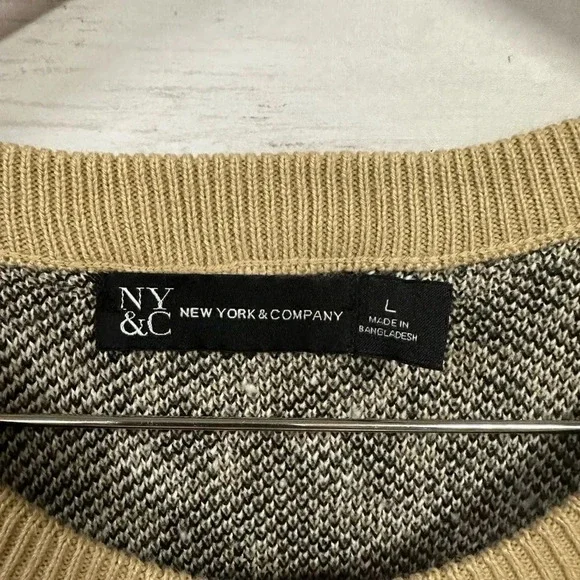 NY
&C
NEW YORK & COMPANY
L
MADE IN
BANGLADESH